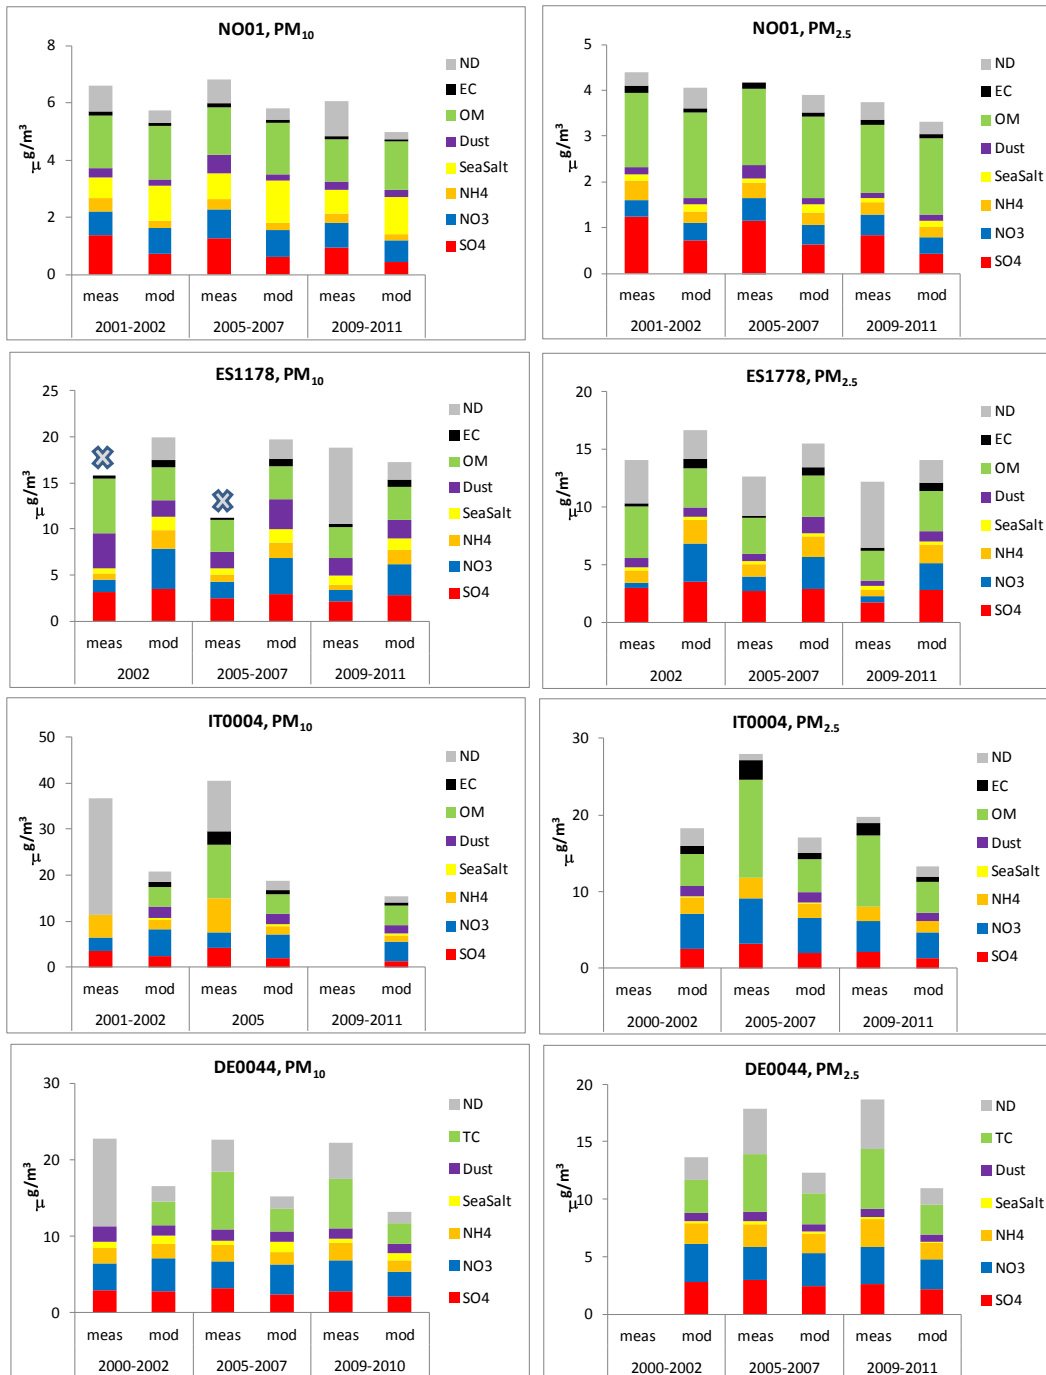 NO01, PM10
8
6
4
2
0
µg/m³
meas mod meas mod meas mod
2001-2002 2005-2007 2009-2011
ND
EC
OM
Dust
SeaSalt
NH4
NO3
SO4
NO01, PM2.5
5
4
3
2
1
0
µg/m³
meas mod meas mod meas mod
2001-2002 2005-2007 2009-2011
ND
EC
OM
Dust
SeaSalt
NH4
NO3
SO4
ES1178, PM10
25
20
15
10
5
0
µg/m³
meas mod meas mod meas mod
2002 2005-2007 2009-2011
ND
EC
OM
Dust
SeaSalt
NH4
NO3
SO4
ES1778, PM2.5
20
15
10
5
0
µg/m³
meas mod meas mod meas mod
2002 2005-2007 2009-2011
ND
EC
OM
Dust
SeaSalt
NH4
NO3
SO4
IT0004, PM10
50
40
30
20
10
0
µg/m³
meas mod meas mod meas mod
2001-2002 2005 2009-2011
ND
EC
OM
Dust
SeaSalt
NH4
NO3
SO4
IT0004, PM2.5
30
20
10
0
µg/m³
meas mod meas mod meas mod
2000-2002 2005-2007 2009-2011
ND
EC
OM
Dust
SeaSalt
NH4
NO3
SO4
DE0044, PM10
30
20
10
0
µg/m³
meas mod meas mod meas mod
2000-2002 2005-2007 2009-2010
ND
TC
Dust
SeaSalt
NH4
NO3
SO4
DE0044, PM2.5
20
15
10
5
0
µg/m³
meas mod meas mod meas mod
2000-2002 2005-2007 2009-2011
ND
TC
Dust
SeaSalt
NH4
NO3
SO4